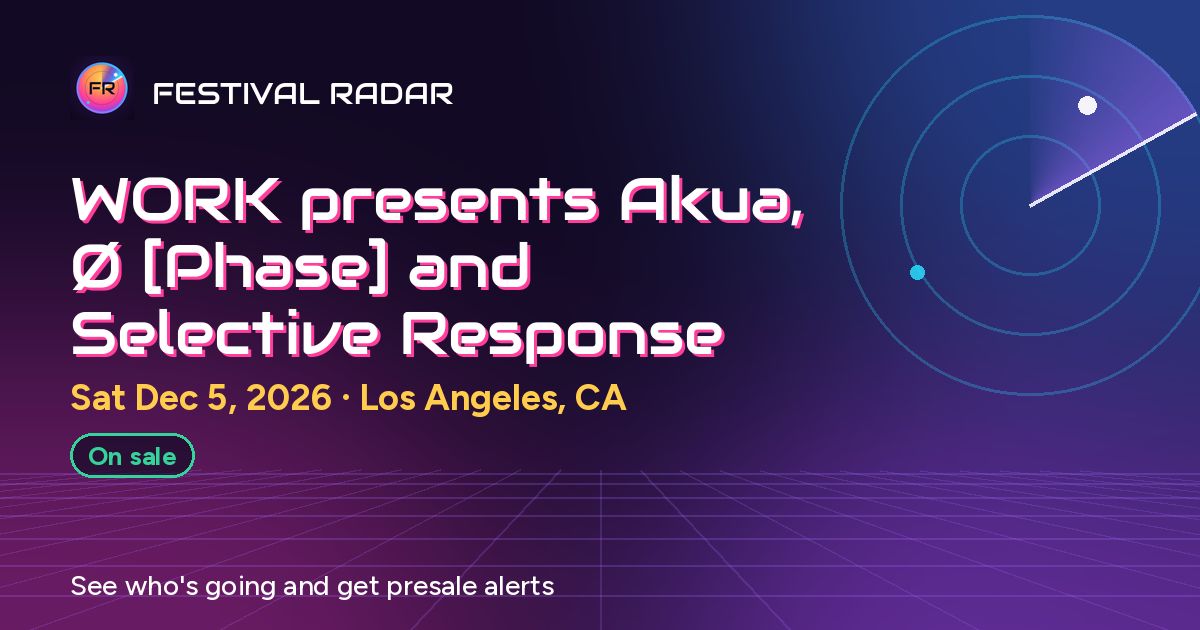 FR
FESTIVAL RADAR
WORK presents Akua,
Ø [Phase] and
Selective Response
Sat Dec 5, 2026 · Los Angeles, CA
On sale
See who's going and get presale alerts